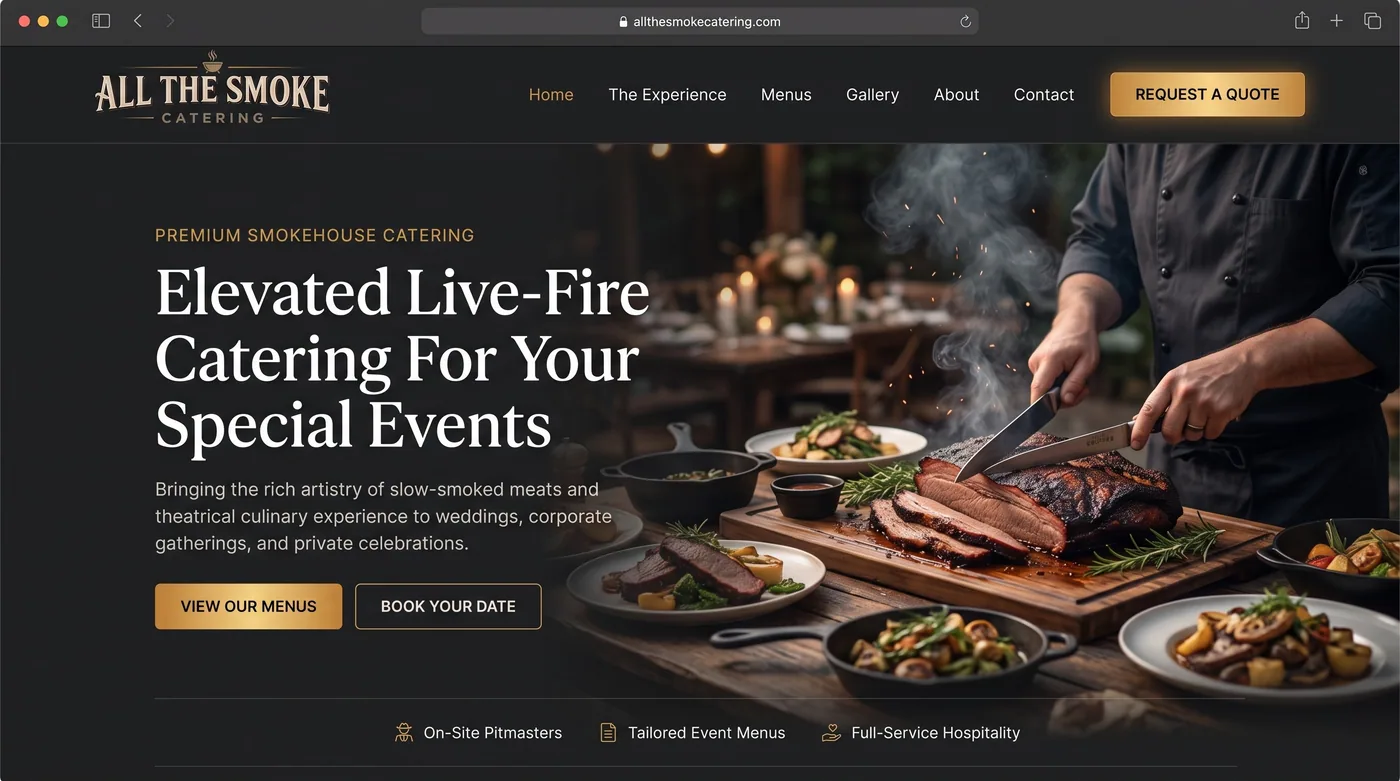 allthesmokecatering.com
ALL THE SMOKE
CATERING
Home
The Experience
Menus
Gallery
About
Contact
REQUEST A QUOTE
PREMIUM SMOKEHOUSE CATERING
Elevated Live-Fire
Catering For Your
Special Events
Bringing the rich artistry of slow-smoked meats and
theatrical culinary experience to weddings, corporate
gatherings, and private celebrations.
VIEW OUR MENUS
BOOK YOUR DATE
On-Site Pitmasters
Tailored Event Menus
Full-Service Hospitality